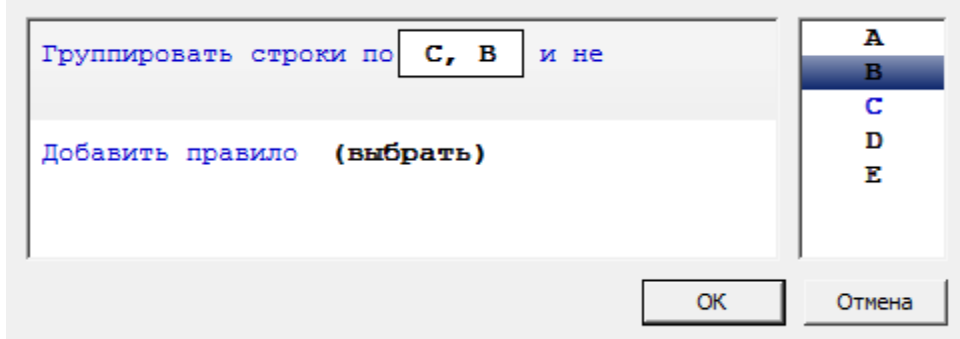 Группировать строки по C, B и не
Добавить правило (выбрать)
A
B
C
D
E
OK Отмена